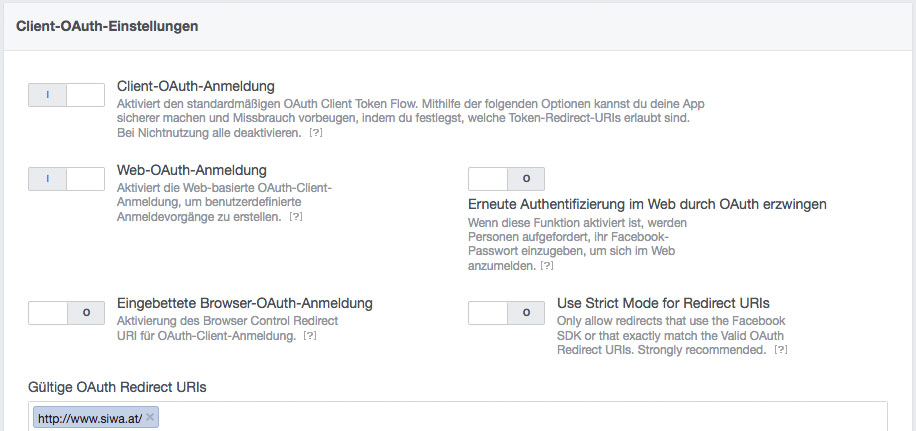 Client-OAuth-Einstellungen
I
Client-OAuth-Anmeldung
Aktiviert den standardmäßigen OAuth Client Token Flow. Mithilfe der folgenden Optionen kannst du deine App
sicherer machen und Missbrauch vorbeugen, indem du festlegst, welche Token-Redirect-URIs erlaubt sind.
Bei Nichtnutzung alle deaktivieren. [?]
I
Web-OAuth-Anmeldung
Aktiviert die Web-basierte OAuth-Client-
Anmeldung, um benutzerdefinierte
Anmeldevorgänge zu erstellen. [?]
O
Erneute Authentifizierung im Web durch OAuth erzwingen
Wenn diese Funktion aktiviert ist, werden
Personen aufgefordert, ihr Facebook-
Passwort einzugeben, um sich im Web
anzumelden. [?]
O
Eingebettete Browser-OAuth-Anmeldung
Aktivierung des Browser Control Redirect
URI für OAuth-Client-Anmeldung. [?]
O
Use Strict Mode for Redirect URIs
Only allow redirects that use the Facebook
SDK or that exactly match the Valid OAuth
Redirect URIs. Strongly recommended. [?]
Gültige OAuth Redirect URIs
http://www.siwa.at/ ×